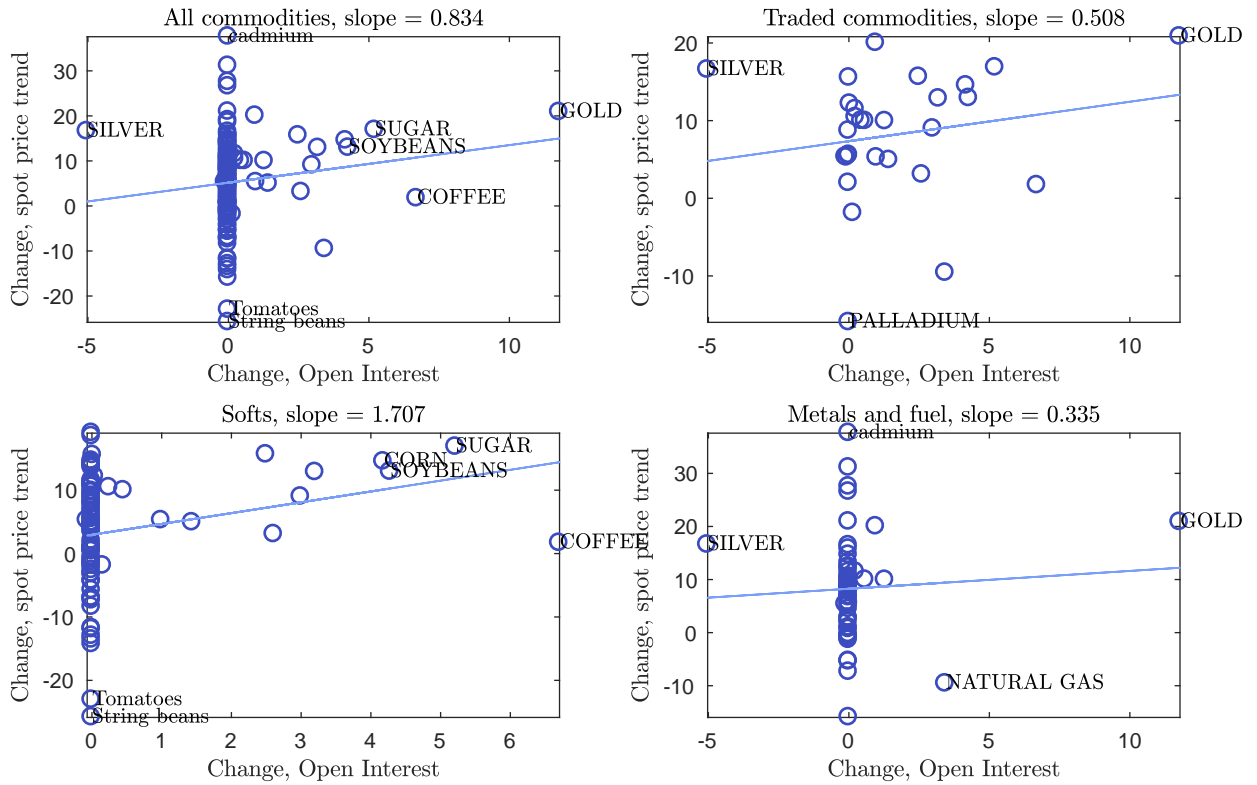 All commodities, slope = 0.834
cadmium
30
20
10
0
-10
-20
SILVER
GOLD
SUGAR
SOYBEANS
COFFEE
Tomatoes
String beans
-5 0 5 10
Change, Open Interest
Change, spot price trend
Traded commodities, slope = 0.508
20
10
0
-10
SILVER
GOLD
PALLADIUM
-5 0 5 10
Change, Open Interest
Change, spot price trend
Softs, slope = 1.707
10
0
-10
-20
SUGAR
CORN
SOYBEANS
COFFEE
Tomatoes
String beans
0 1 2 3 4 5 6
Change, Open Interest
Change, spot price trend
Metals and fuel, slope = 0.335
cadmium
30
20
10
0
-10
GOLD
SILVER
NATURAL GAS
-5 0 5 10
Change, Open Interest
Change, spot price trend